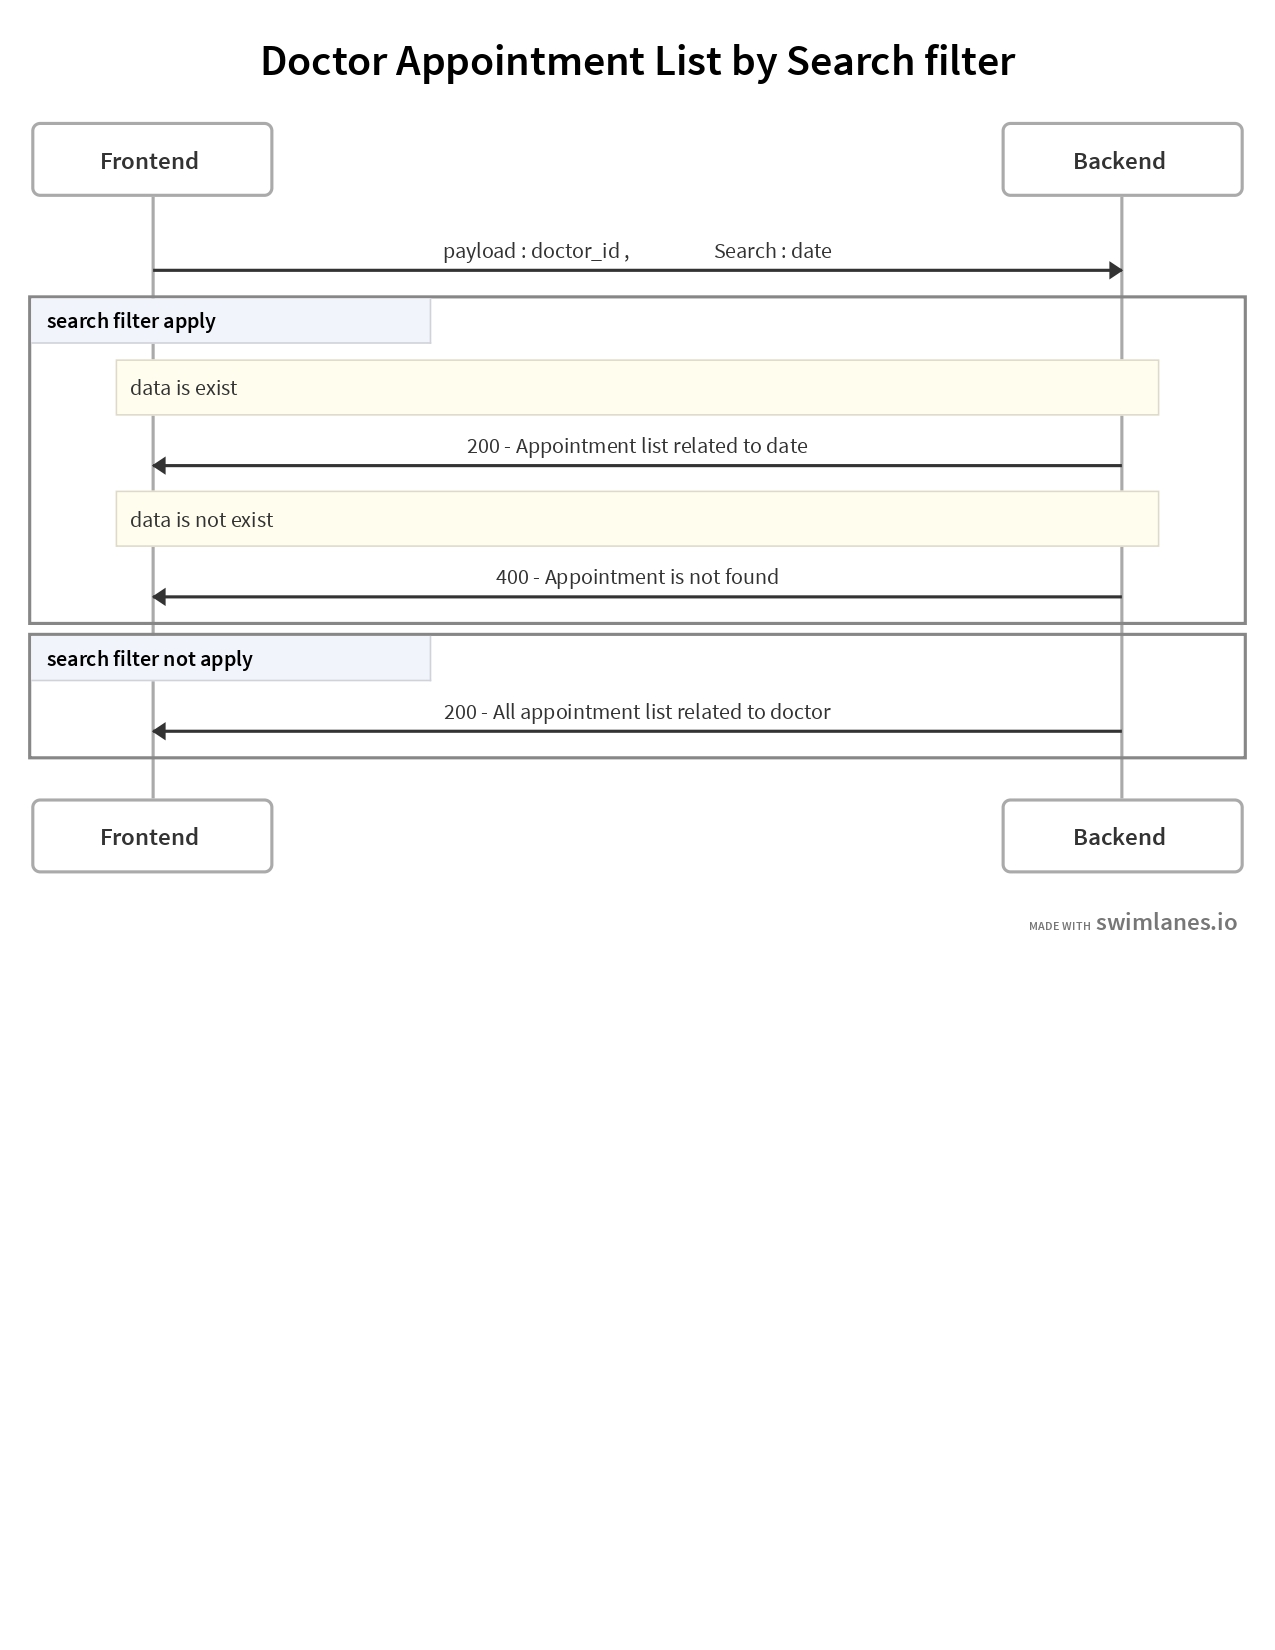 Doctor Appointment List by Search filter
Frontend
Backend
payload : doctor_id , Search : date
search filter apply
data is exist
200 - Appointment list related to date
data is not exist
400 - Appointment is not found
search filter not apply
200 - All appointment list related to doctor
Frontend
Backend
MADE WITH swimlanes.io